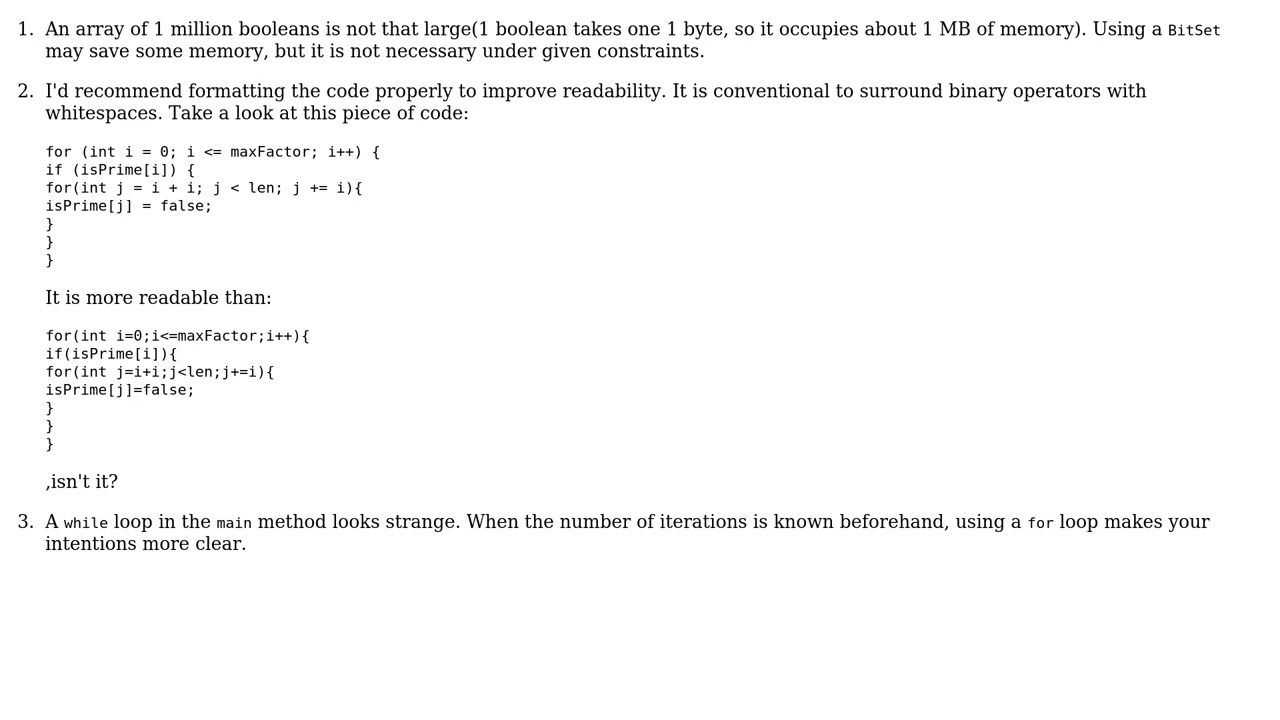 1. An array of 1 million booleans is not that large(1 boolean takes one 1 byte, so it occupies about 1 MB of memory). Using a BitSet
may save some memory, but it is not necessary under given constraints.
2. I'd recommend formatting the code properly to improve readability. It is conventional to surround binary operators with
whitespaces. Take a look at this piece of code:
for (int i = 0; i <= maxFactor; i++) {
if (isPrime[i]) {
for(int j = i + i; j < len; j += i){
isPrime[j] = false;
}
}
}
It is more readable than:
for(int i=0;i<=maxFactor;i++){
if(isPrime[i]){
for(int j=i+i;j<len;j+=i){
isPrime[j]=false;
}
}
}
,isn't it?
3. A while loop in the main method looks strange. When the number of iterations is known beforehand, using a for loop makes your
intentions more clear.